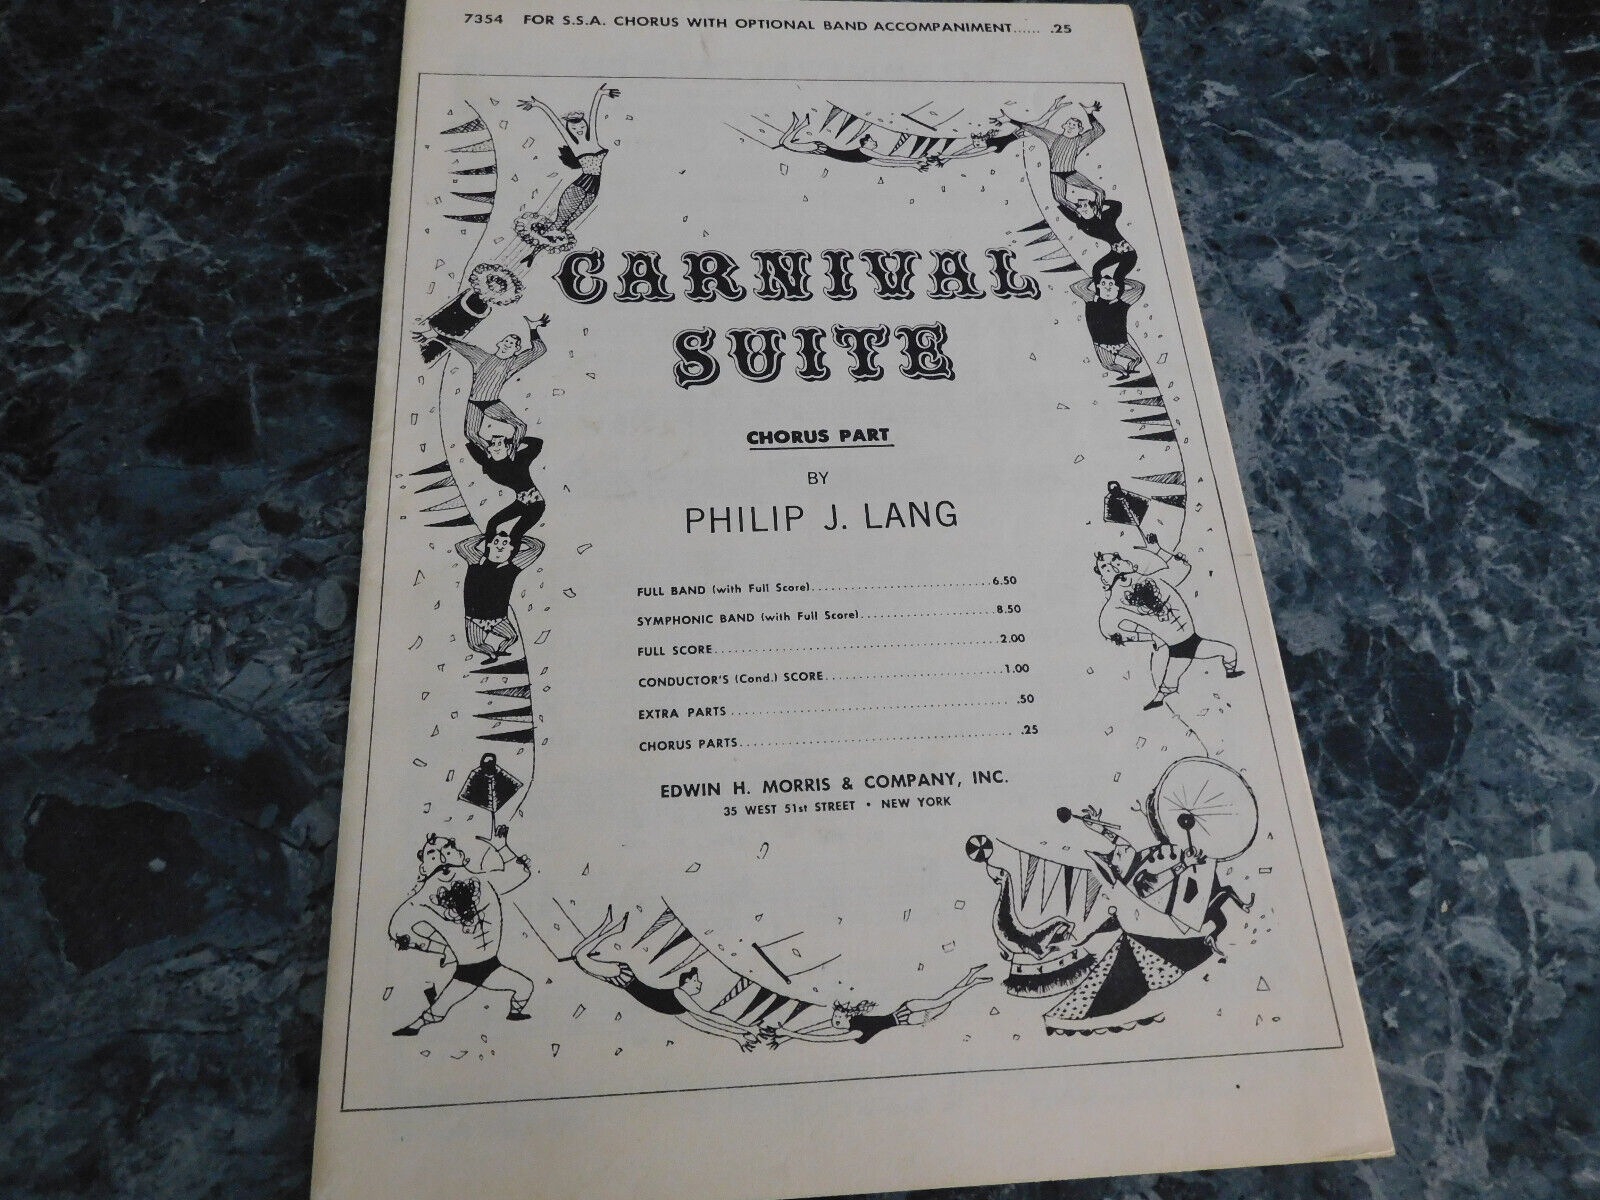 7354 FOR S.S.A. CHORUS WITH OPTIONAL BAND ACCOMPANIMENT...... .25
CARNIVAL
SUITE
CHORUS PART
BY
PHILIP J. LANG
FULL BAND (with Full Score)..........................6.50
SYMPHONIC BAND (with Full Score)...................8.50
FULL SCORE.........................................2.00
CONDUCTOR'S (Cond.) SCORE.........................1.00
EXTRA PARTS ....................................... .50
CHORUS PARTS....................................... .25
EDWIN H. MORRIS & COMPANY, INC.
35 WEST 51st STREET • NEW YORK